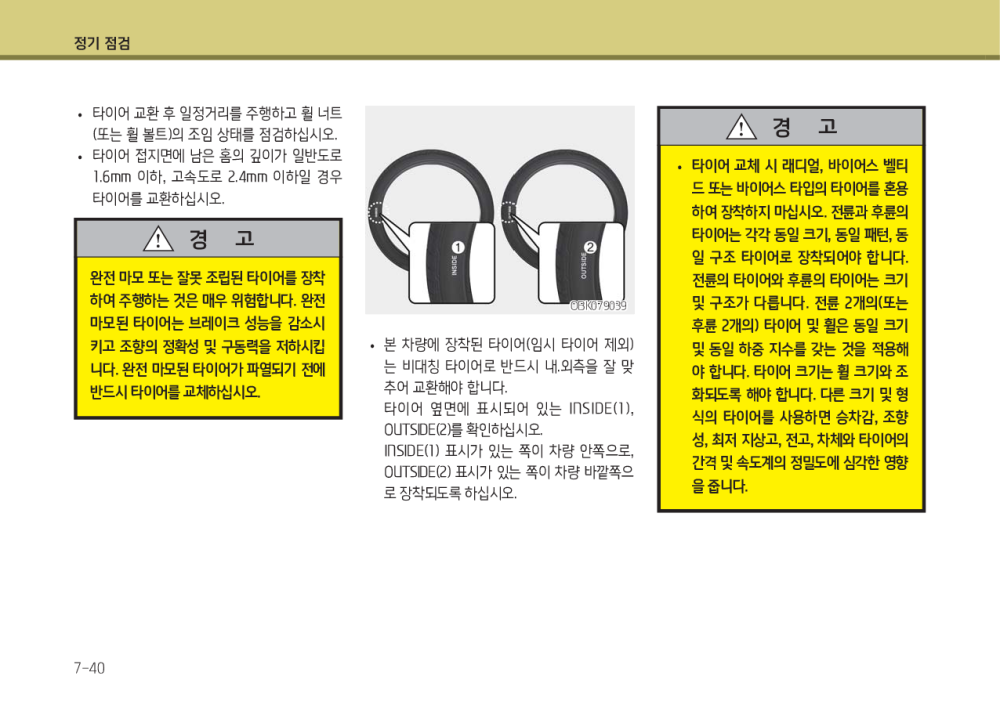 정기 점검
• 타이어 교환 후 일정거리를 주행하고 휠 너트
(또는 휠 볼트)의 조임 상태를 점검하십시오.
• 타이어 접지면에 남은 홈의 깊이가 일반도로
1.6mm 이하, 고속도로 2.4mm 이하일 경우
타이어를 교환하십시오.
경 고
완전 마모 또는 잘못 조립된 타이어를 장착
하여 주행하는 것은 매우 위험합니다. 완전
마모된 타이어는 브레이크 성능을 감소시
키고 조향의 정확성 및 구동력을 저하시킵
니다. 완전 마모된 타이어가 파열되기 전에
반드시 타이어를 교체하십시오.
INSIDE 1
OUTSIDE 2
OBK079039
• 본 차량에 장착된 타이어(임시 타이어 제외)
는 비대칭 타이어로 반드시 내.외측을 잘 맞
추어 교환해야 합니다.
타이어 옆면에 표시되어 있는 INSIDE(1),
OUTSIDE(2)를 확인하십시오.
INSIDE(1) 표시가 있는 쪽이 차량 안쪽으로,
OUTSIDE(2) 표시가 있는 쪽이 차량 바깥쪽으
로 장착되도록 하십시오.
경 고
• 타이어 교체 시 래디얼, 바이어스 벨티
드 또는 바이어스 타입의 타이어를 혼용
하여 장착하지 마십시오. 전륜과 후륜의
타이어는 각각 동일 크기, 동일 패턴, 동
일 구조 타이어로 장착되어야 합니다.
전륜의 타이어와 후륜의 타이어는 크기
및 구조가 다릅니다. 전륜 2개의(또는
후륜 2개의) 타이어 및 휠은 동일 크기
및 동일 하중 지수를 갖는 것을 적용해
야 합니다. 타이어 크기는 휠 크기와 조
화되도록 해야 합니다. 다른 크기 및 형
식의 타이어를 사용하면 승차감, 조향
성, 최저 지상고, 전고, 차체와 타이어의
간격 및 속도계의 정밀도에 심각한 영향
을 줍니다.
7-40